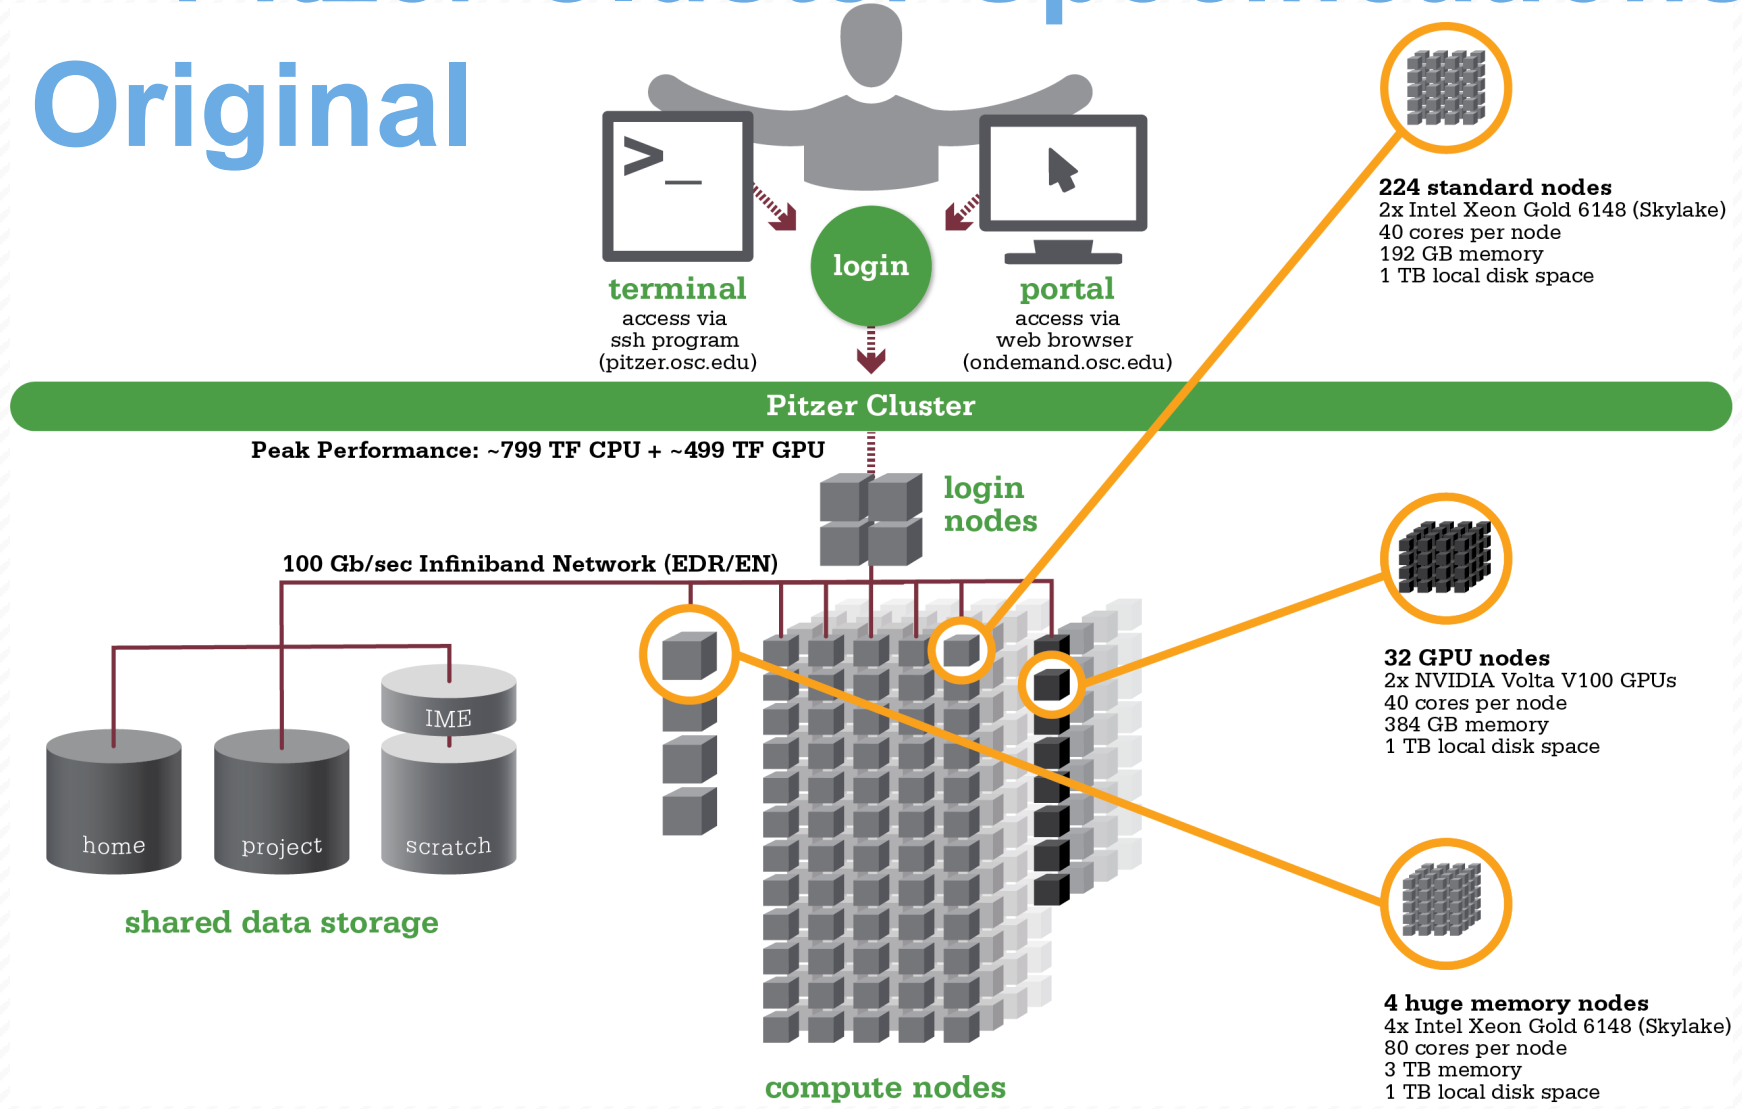 Pitzer Cluster Specifications
Original
>_
login
terminal
access via
ssh program
(pitzer.osc.edu)
portal
access via
web browser
(ondemand.osc.edu)
224 standard nodes
2x Intel Xeon Gold 6148 (Skylake)
40 cores per node
192 GB memory
1 TB local disk space
Pitzer Cluster
Peak Performance: ~799 TF CPU + ~499 TF GPU
login
nodes
100 Gb/sec Infiniband Network (EDR/EN)
32 GPU nodes
2x NVIDIA Volta V100 GPUs
40 cores per node
384 GB memory
1 TB local disk space
IME
home
project
scratch
shared data storage
4 huge memory nodes
4x Intel Xeon Gold 6148 (Skylake)
80 cores per node
3 TB memory
1 TB local disk space
compute nodes